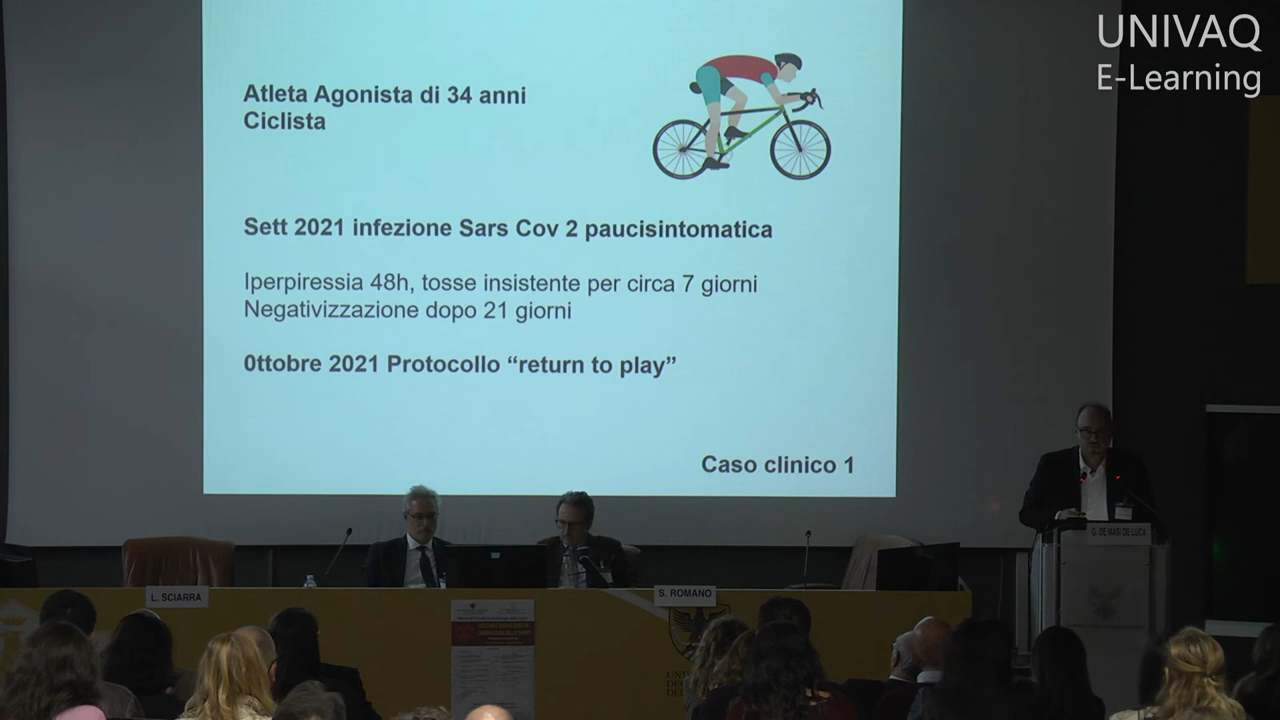 UNIVAQ
E-Learning
Atleta Agonista di 34 anni
Ciclista
Sett 2021 infezione Sars Cov 2 paucisintomatica
Iperpiressia 48h, tosse insistente per circa 7 giorni
Negativizzazione dopo 21 giorni
0ttobre 2021 Protocollo “return to play”
Caso clinico 1
G. DE MASI DE LUCA
L. SCIARRA
S. ROMANO